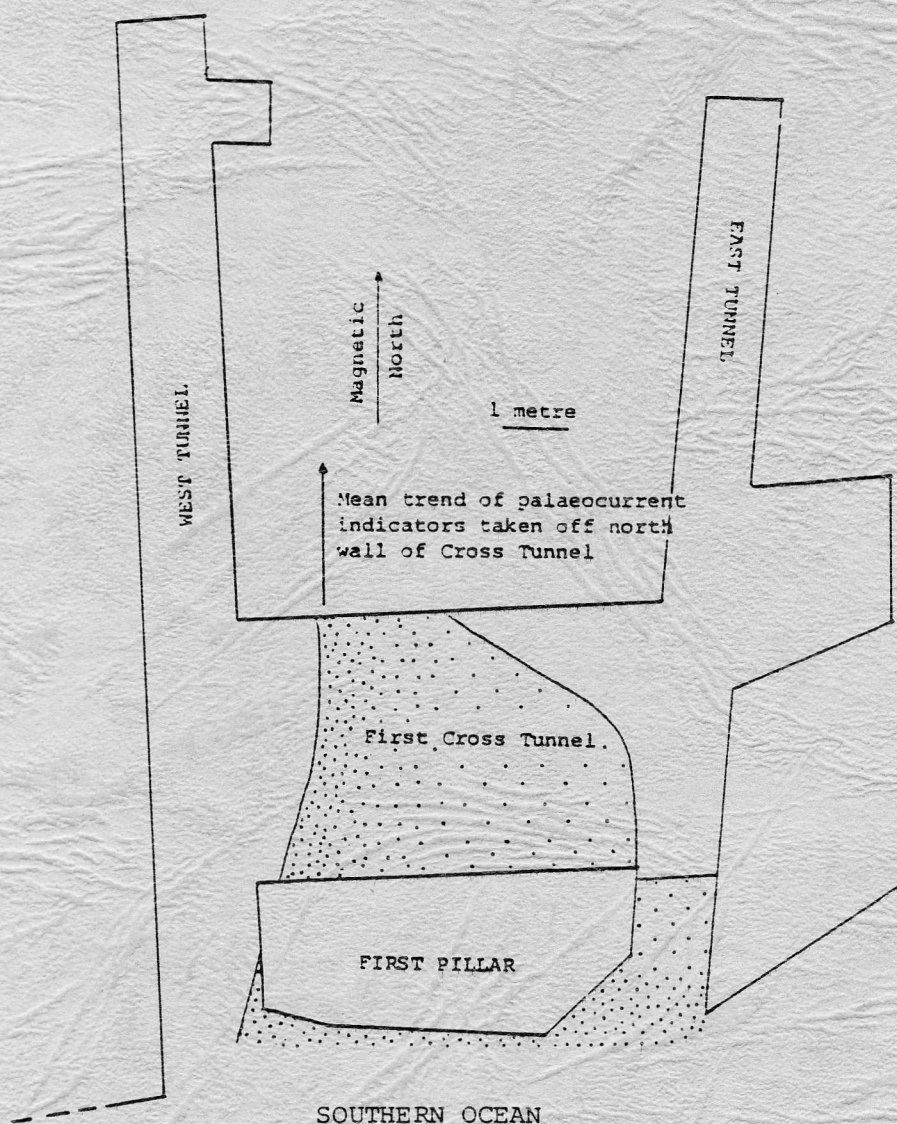 EAST TUNNEL
Magnetic
North
WEST TUNNEL
1 metre
Mean trend of palaeocurrent
indicators taken off north
wall of Cross Tunnel
First Cross Tunnel
FIRST PILLAR
SOUTHERN OCEAN